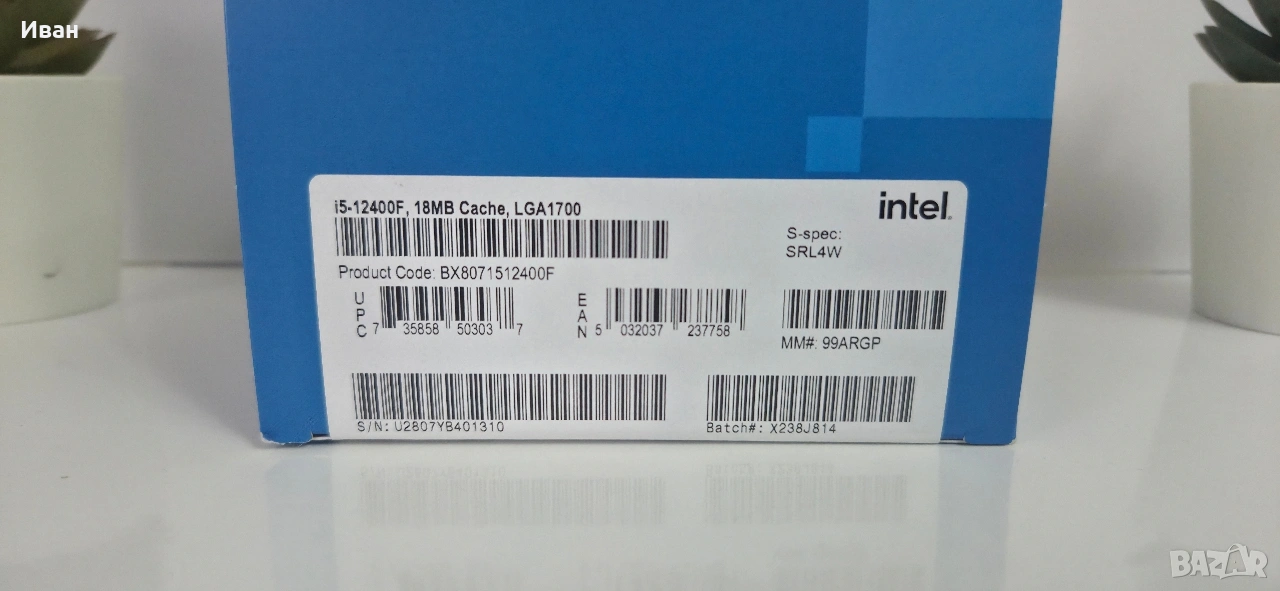 Иван
i5-12400F, 18MB Cache, LGA1700
intel.
S-spec:
SRL4W
Product Code: BX8071512400F
UPC
7 35858 50303 7
EAN
5 032037 237758
MM#: 99ARGP
S/N: U2807YB401310
Batch#: X238J814
BAZAR